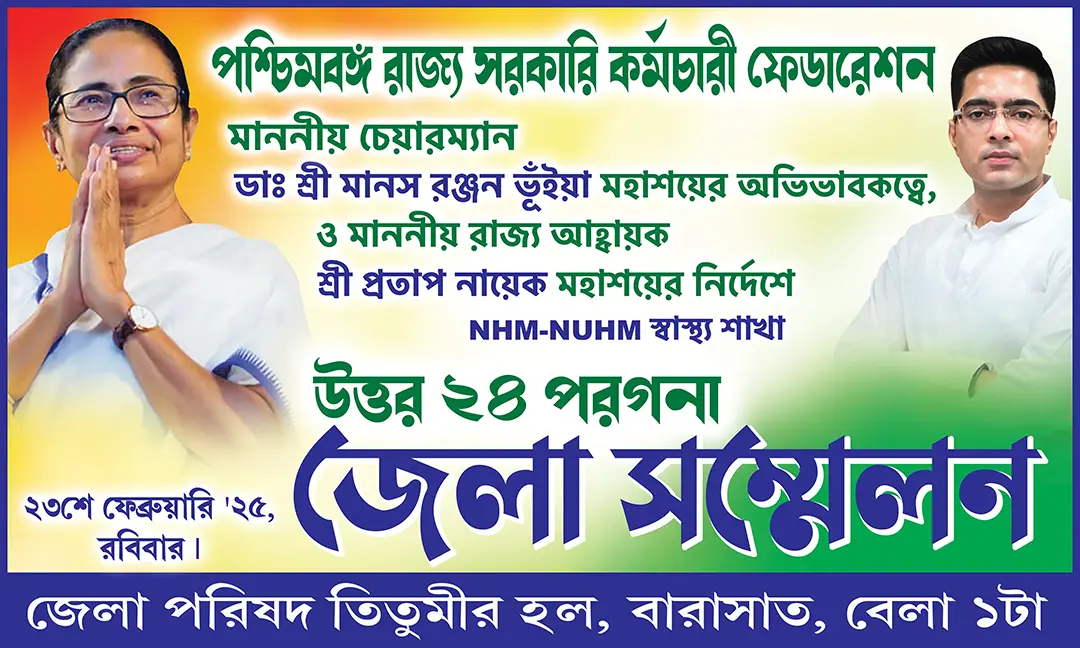 পশ্চিমবঙ্গ রাজ্য সরকারি কর্মচারী ফেডারেশন
মাননীয় চেয়ারম্যান
ডাঃ শ্রী মানস রঞ্জন ভূঁইয়া মহাশয়ের অভিভাবকত্বে,
ও মাননীয় রাজ্য আহ্বায়ক
শ্রী প্রতাপ নায়েক মহাশয়ের নির্দেশে
NHM-NUHM স্বাস্থ্য শাখা
উত্তর ২৪ পরগনা
জেলা সম্মেলন
২৩শে ফেব্রুয়ারি '২৫,
রবিবার।
জেলা পরিষদ তিতুমীর হল, বারাসাত, বেলা ১টা